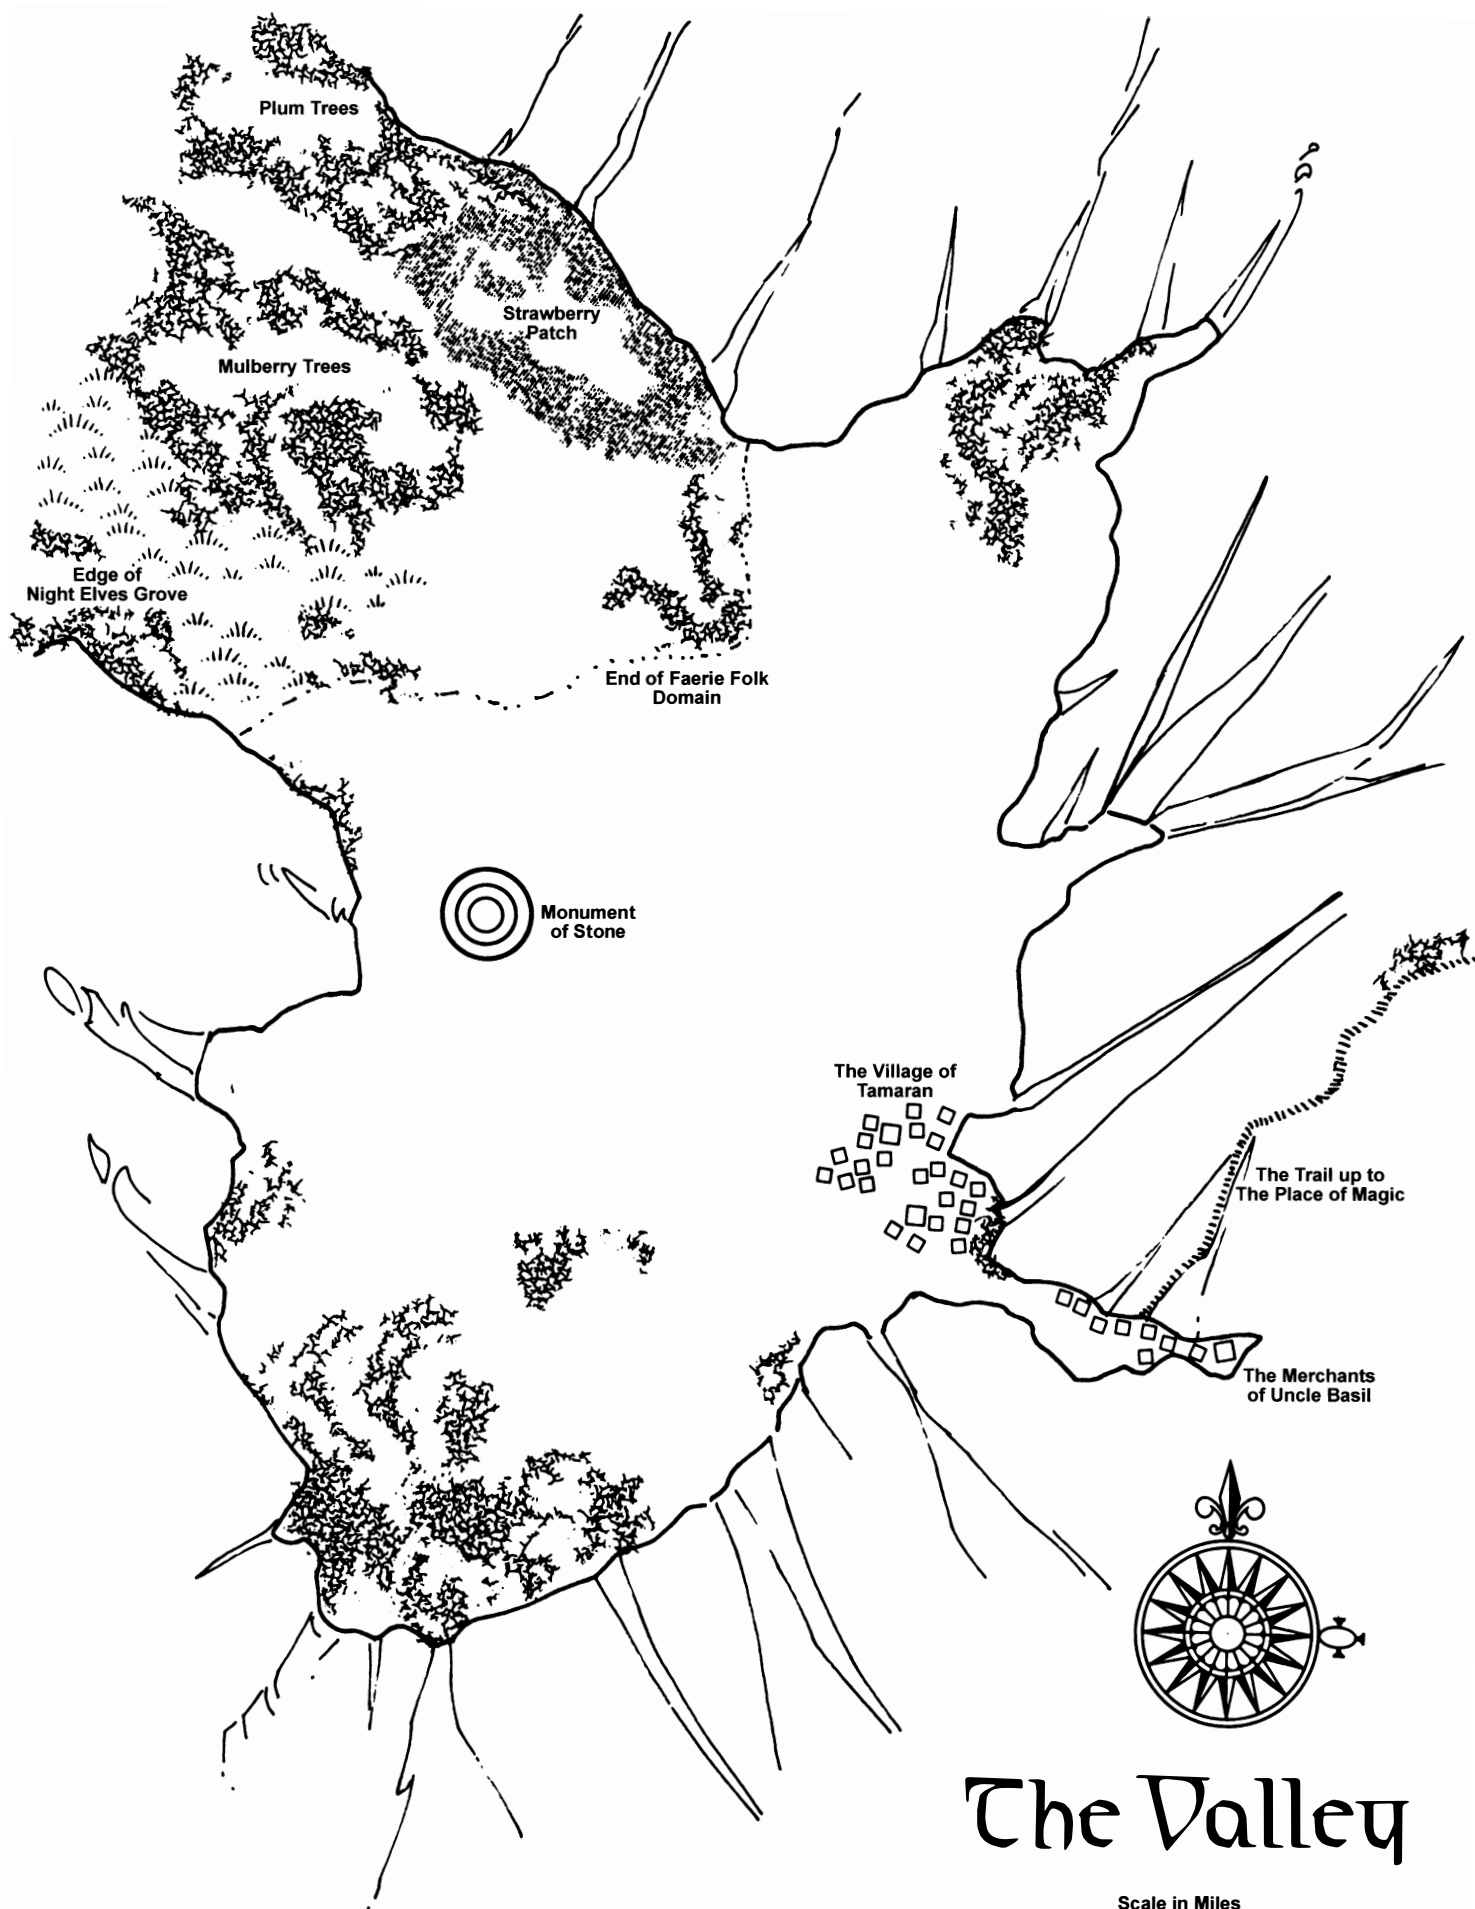 Plum Trees
Strawberry
Patch
Mulberry Trees
Edge of
Night Elves Grove
End of Faerie Folk
Domain
Monument
of Stone
The Village of
Tamaran
The Trail up to
The Place of Magic
The Merchants
of Uncle Basil
The Valley
Scale in Miles